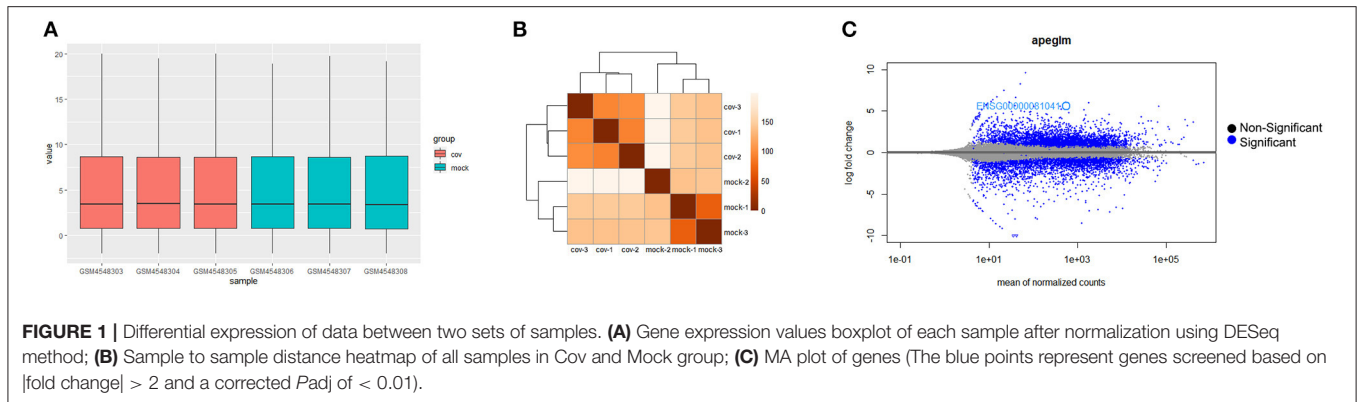 A
20
15
10
5
0
value
GSM4548303 GSM4548304 GSM4548305 GSM4548306 GSM4548307 GSM4548308
sample
group
cov
mock
B
cov-3
cov-1
cov-2
mock-2
mock-1
mock-3
cov-3 cov-1 cov-2 mock-2 mock-1 mock-3
150
100
50
0
C
apeglm
10
5
0
-5
-10
log fold change
ENSG00000081041
1e-01 1e+01 1e+03 1e+05
mean of normalized counts
Non-Significant
Significant
FIGURE 1 | Differential expression of data between two sets of samples. (A) Gene expression values boxplot of each sample after normalization using DESeq
method; (B) Sample to sample distance heatmap of all samples in Cov and Mock group; (C) MA plot of genes (The blue points represent genes screened based on
|fold change| > 2 and a corrected Padj of < 0.01).